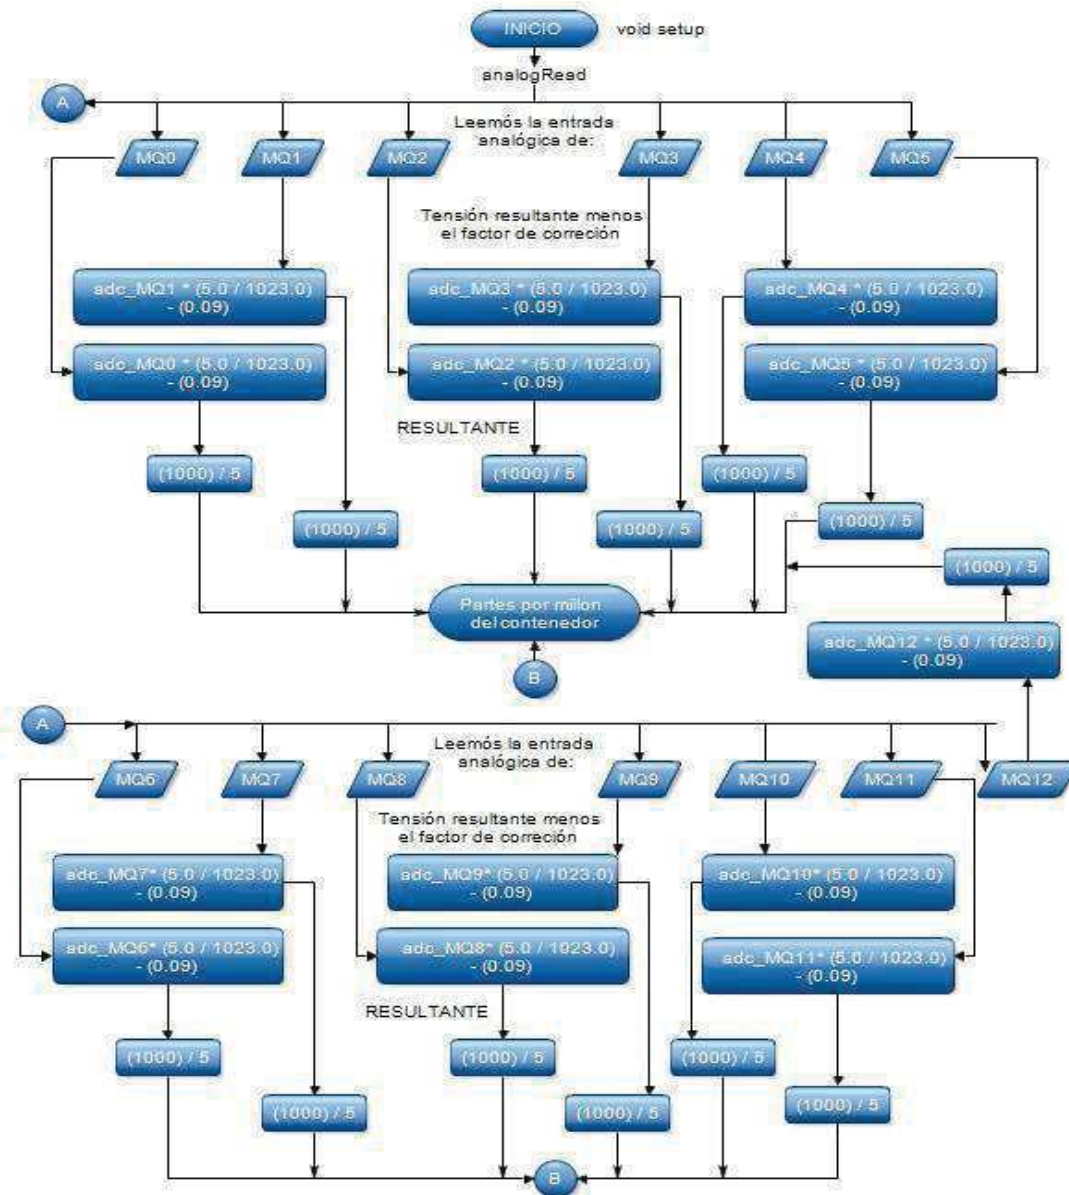 INICIO
void setup
analogRead
A
Leemós la entrada
analógica de:
MQ0
MQ1
MQ2
MQ3
MQ4
MQ5
Tensión resultante menos
el factor de correción
adc_MQ1 * (5.0 / 1023.0)
- (0.09)
adc_MQ3 * (5.0 / 1023.0)
- (0.09)
adc_MQ4 * (5.0 / 1023.0)
- (0.09)
adc_MQ0 * (5.0 / 1023.0)
- (0.09)
adc_MQ2 * (5.0 / 1023.0)
- (0.09)
adc_MQ5 * (5.0 / 1023.0)
- (0.09)
RESULTANTE
(1000) / 5
(1000) / 5
(1000) / 5
(1000) / 5
(1000) / 5
(1000) / 5
(1000) / 5
Partes por millon
del contenedor
adc_MQ12 * (5.0 / 1023.0)
- (0.09)
B
A
Leemós la entrada
analógica de:
MQ6
MQ7
MQ8
MQ9
MQ10
MQ11
MQ12
Tensión resultante menos
el factor de correción
adc_MQ7* (5.0 / 1023.0)
- (0.09)
adc_MQ9* (5.0 / 1023.0)
- (0.09)
adc_MQ10* (5.0 / 1023.0)
- (0.09)
adc_MQ6* (5.0 / 1023.0)
- (0.09)
adc_MQ8* (5.0 / 1023.0)
- (0.09)
adc_MQ11* (5.0 / 1023.0)
- (0.09)
RESULTANTE
(1000) / 5
(1000) / 5
(1000) / 5
(1000) / 5
(1000) / 5
(1000) / 5
B